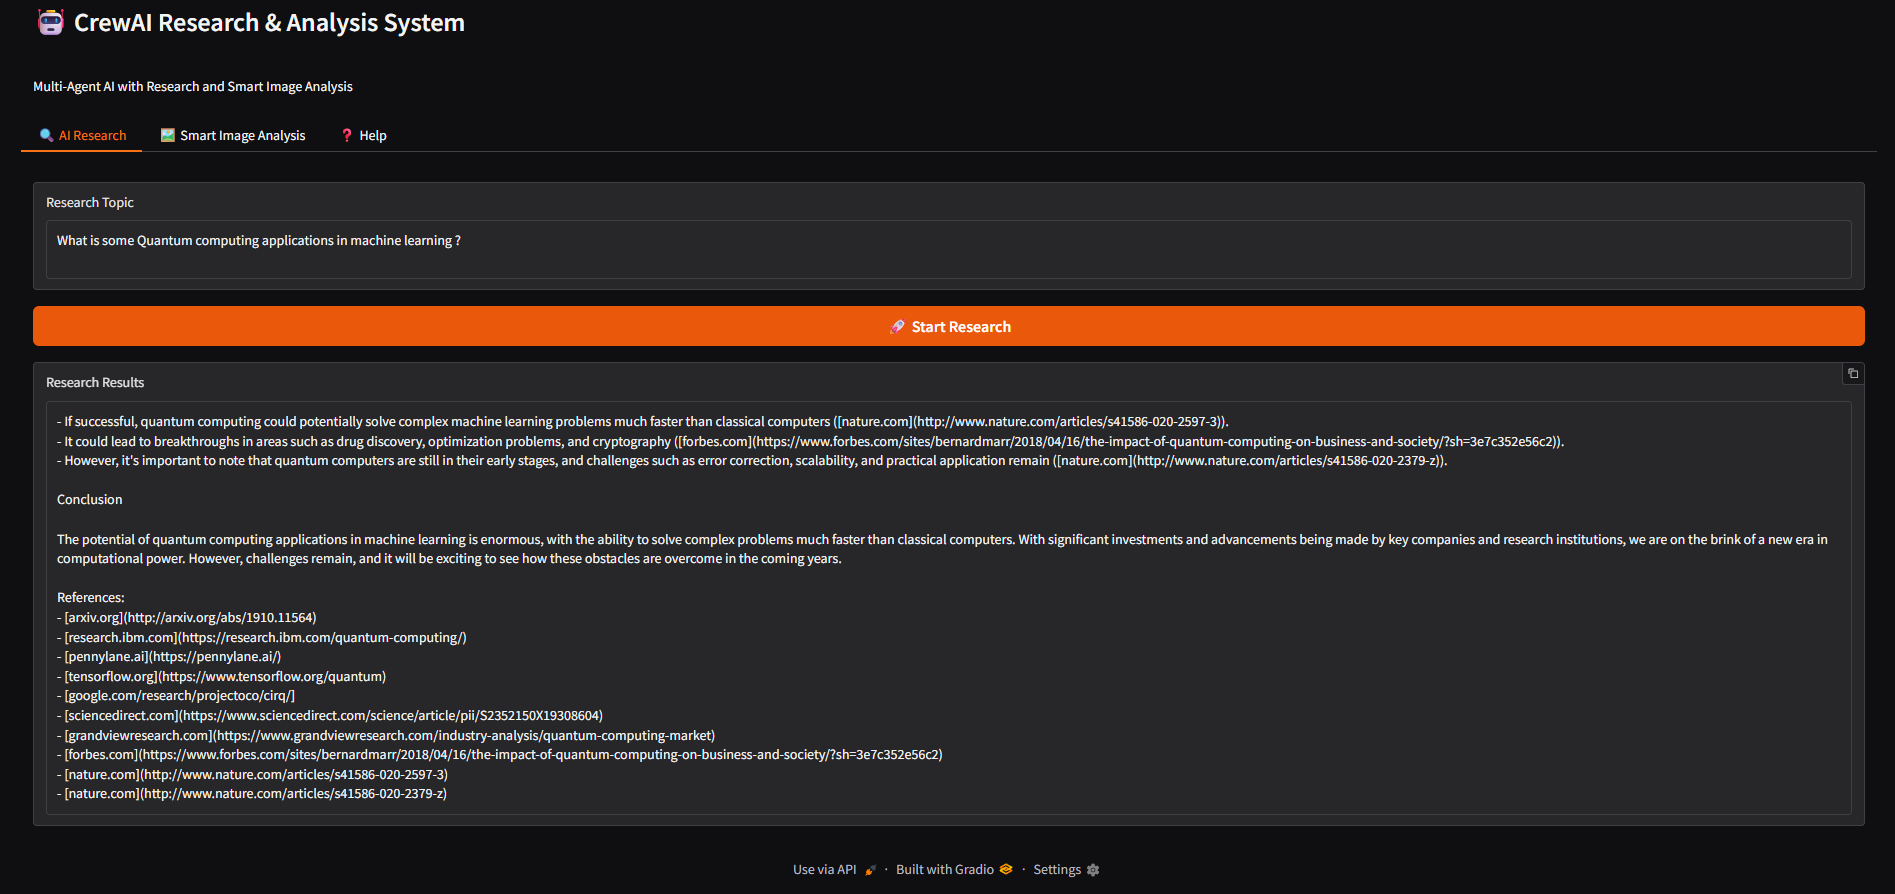 CrewAI Research & Analysis System
Multi-Agent AI with Research and Smart Image Analysis
AI Research
Smart Image Analysis
Help
Research Topic
What is some Quantum computing applications in machine learning ?
Start Research
Research Results
- If successful, quantum computing could potentially solve complex machine learning problems much faster than classical computers ([nature.com](http://www.nature.com/articles/s41586-020-2597-3)).
- It could lead to breakthroughs in areas such as drug discovery, optimization problems, and cryptography ([forbes.com](https://www.forbes.com/sites/bernardmarr/2018/04/16/the-impact-of-quantum-computing-on-business-and-society/?sh=3e7c352e56c2)).
- However, it's important to note that quantum computers are still in their early stages, and challenges such as error correction, scalability, and practical application remain ([nature.com](http://www.nature.com/articles/s41586-020-2379-z)).
Conclusion
The potential of quantum computing applications in machine learning is enormous, with the ability to solve complex problems much faster than classical computers. With significant investments and advancements being made by key companies and research institutions, we are on the brink of a new era in
computational power. However, challenges remain, and it will be exciting to see how these obstacles are overcome in the coming years.
References:
- [arxiv.org](http://arxiv.org/abs/1910.11564)
- [research.ibm.com](https://research.ibm.com/quantum-computing/)
- [pennylane.ai](https://pennylane.ai/)
- [tensorflow.org](https://www.tensorflow.org/quantum)
- [google.com/research/projectoco/cirq/]
- [sciencedirect.com](https://www.sciencedirect.com/science/article/pii/S2352150X19308604)
- [grandviewresearch.com](https://www.grandviewresearch.com/industry-analysis/quantum-computing-market)
- [forbes.com](https://www.forbes.com/sites/bernardmarr/2018/04/16/the-impact-of-quantum-computing-on-business-and-society/?sh=3e7c352e56c2)
- [nature.com](http://www.nature.com/articles/s41586-020-2597-3)
- [nature.com](http://www.nature.com/articles/s41586-020-2379-z)
Use via API · Built with Gradio · Settings